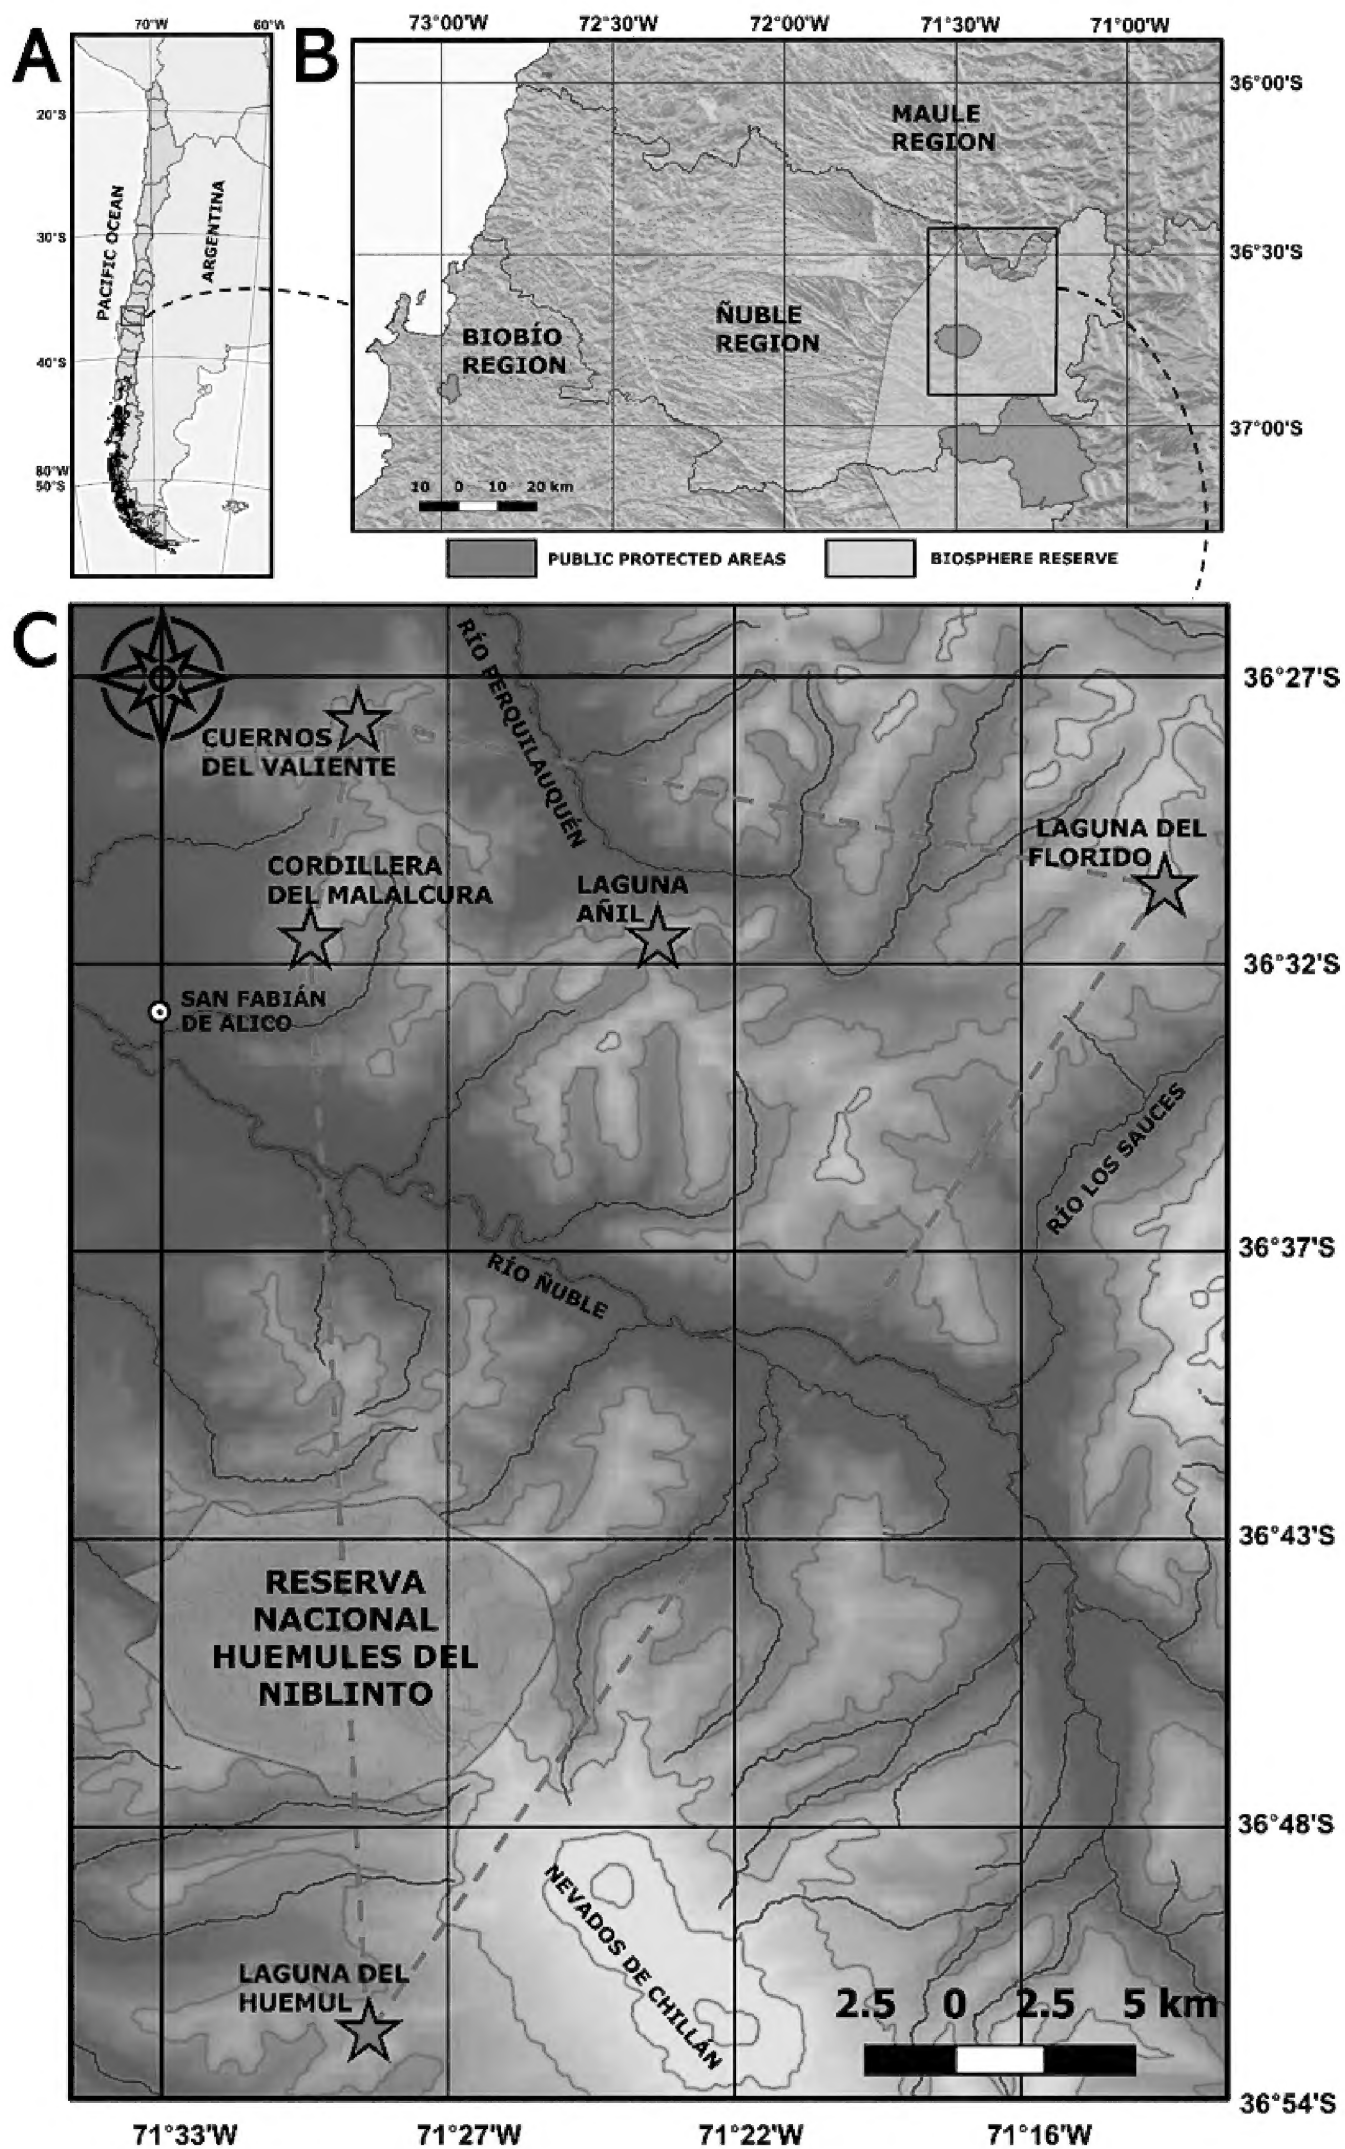 A
70°W
60°W
20°S
30°S
40°S
80°W
50°S
PACIFIC OCEAN
ARGENTINA
B
73°00'W
72°30'W
72°00'W
71°30'W
71°00'W
36°00'S
36°30'S
37°00'S
MAULE
REGION
ÑUBLE
REGION
BIOBÍO
REGION
10 0 10 20 km
PUBLIC PROTECTED AREAS
BIOSPHERE RESERVE
C
36°27'S
36°32'S
36°37'S
36°43'S
36°48'S
36°54'S
RÍO PERQUILAUQUÉN
CUERNOS
DEL VALIENTE
LAGUNA DEL
FLORIDO
CORDILLERA
DEL MALALCURA
LAGUNA
AÑIL
SAN FABIÁN
DE ALICO
RÍO LOS SAUCES
RÍO ÑUBLE
RESERVA
NACIONAL
HUEMULES DEL
NIBLINTO
NEVADOS DE CHILLÁN
LAGUNA DEL
HUEMUL
2.5 0 2.5 5 km
71°33'W
71°27'W
71°22'W
71°16'W